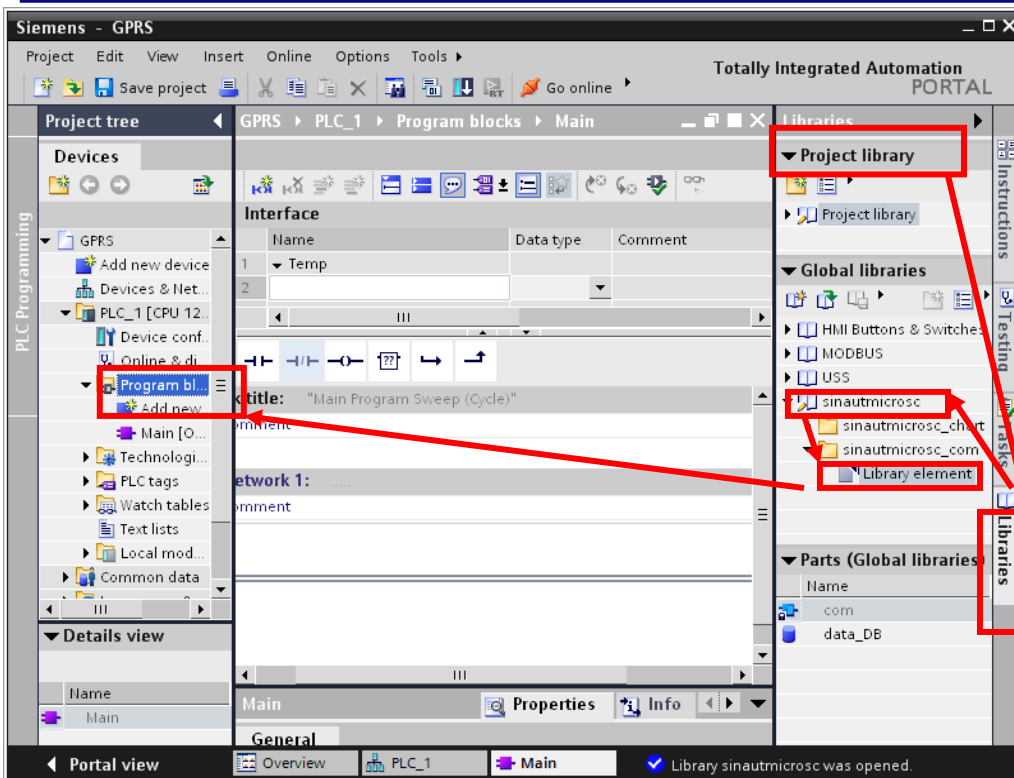 Siemens - GPRS
Project Edit View Insert Online Options Tools
Totally Integrated Automation
PORTAL
Save project
Go online
Project tree
Devices
PLC Programming
GPRS
Add new device
Devices & Net...
PLC_1 [CPU 12...
Device conf...
Online & di
Program bl...
Add new
Main [O...
Technologi...
PLC tags
Watch tables
Text lists
Local mod...
Common data
Details view
Name
Main
GPRS PLC_1 Program blocks Main
Interface
Name Data type Comment
1 Temp
2
??
title: "Main Program Sweep (Cycle)"
omment
etwork 1: .....
omment
Main
Properties Info
General
Libraries
Project library
Project library
Global libraries
HMI Buttons & Switches
MODBUS
USS
sinautmicrosc
sinautmicrosc_chart
sinautmicrosc_com
Library element
Parts (Global libraries)
Name
com
data_DB
Instructions
Testing
Tasks
Libraries
Portal view Overview PLC_1 Main Library sinautmicrosc was opened.